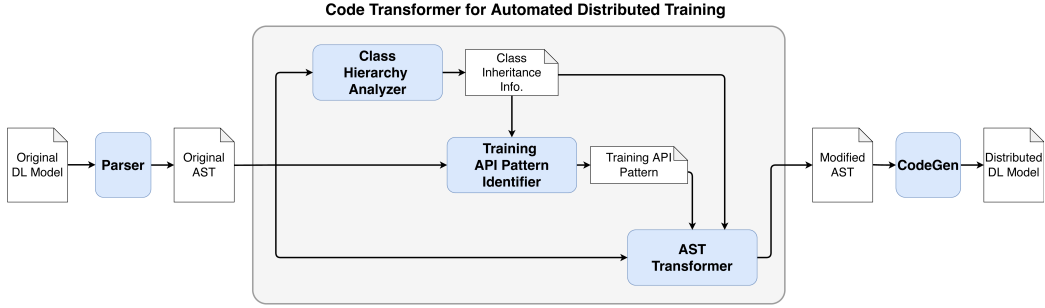 Code Transformer for Automated Distributed Training
Class
Hierarchy
Analyzer
Class
Inheritance
Info.
Original
DL Model
Parser
Original
AST
Training
API Pattern
Identifier
Training API
Pattern
AST
Transformer
Modified
AST
CodeGen
Distributed
DL Model